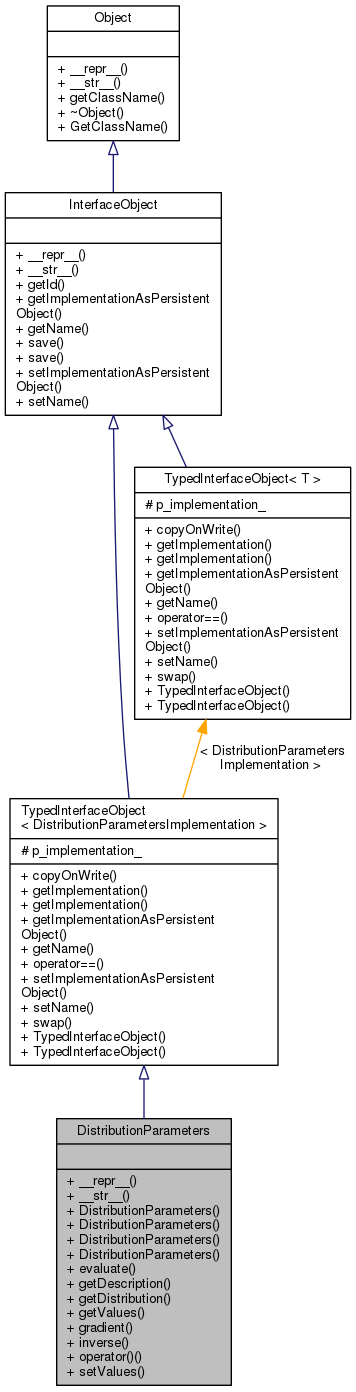 Object
+ __repr__()
+ __str__()
+ getClassName()
+ ~Object()
+ GetClassName()
InterfaceObject
+ __repr__()
+ __str__()
+ getId()
+ getImplementationAsPersistent
Object()
+ getName()
+ save()
+ save()
+ setImplementationAsPersistent
Object()
+ setName()
TypedInterfaceObject< T >
# p_implementation_
+ copyOnWrite()
+ getImplementation()
+ getImplementation()
+ getImplementationAsPersistent
Object()
+ getName()
+ operator==()
+ setImplementationAsPersistent
Object()
+ setName()
+ swap()
+ TypedInterfaceObject()
+ TypedInterfaceObject()
< DistributionParameters
Implementation >
TypedInterfaceObject
< DistributionParametersImplementation >
# p_implementation_
+ copyOnWrite()
+ getImplementation()
+ getImplementation()
+ getImplementationAsPersistent
Object()
+ getName()
+ operator==()
+ setImplementationAsPersistent
Object()
+ setName()
+ swap()
+ TypedInterfaceObject()
+ TypedInterfaceObject()
DistributionParameters
+ __repr__()
+ __str__()
+ DistributionParameters()
+ DistributionParameters()
+ DistributionParameters()
+ DistributionParameters()
+ evaluate()
+ getDescription()
+ getDistribution()
+ getValues()
+ gradient()
+ inverse()
+ operator()()
+ setValues()